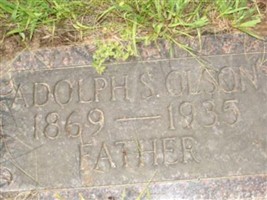 ADOLPH S. OLSON
1869 — 1935
FATHER